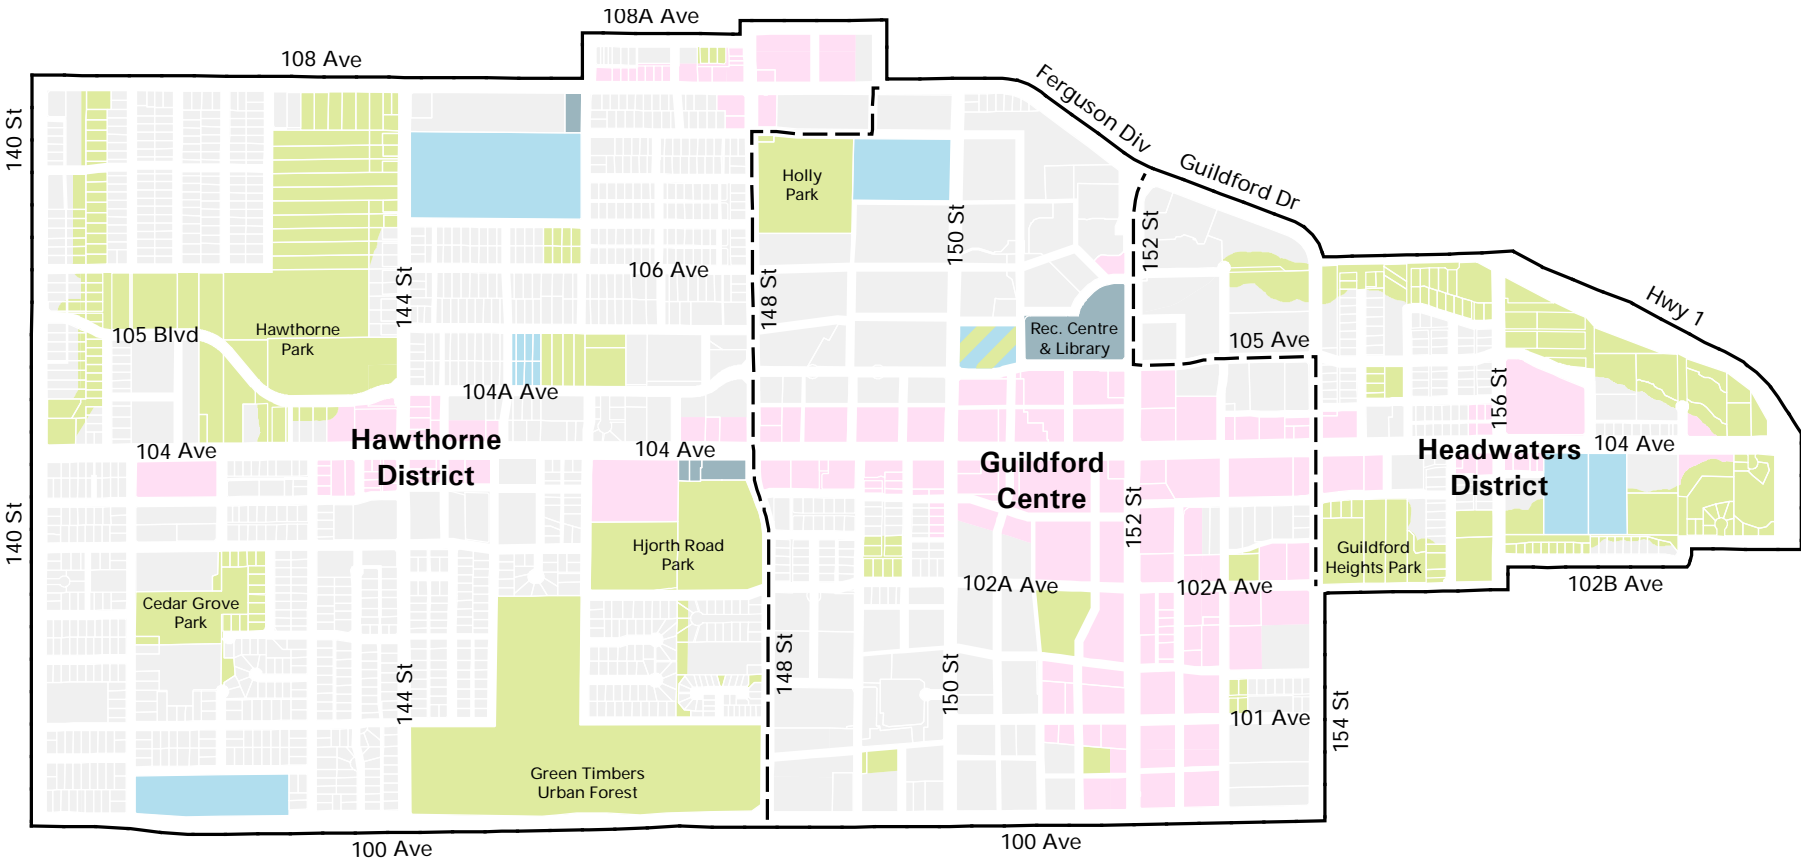 108A Ave
108 Ave
Ferguson Div
Guildford Dr
Hwy 1
140 St
Holly
Park
150 St
152 St
106 Ave
144 St
148 St
105 Blvd
Hawthorne
Park
Rec. Centre
& Library
105 Ave
104A Ave
156 St
104 Ave
Hawthorne
District
104 Ave
Guildford
Centre
Headwaters
District
104 Ave
140 St
152 St
Hjorth Road
Park
Guildford
Heights Park
102A Ave
102A Ave
102B Ave
Cedar Grove
Park
144 St
148 St
150 St
101 Ave
154 St
Green Timbers
Urban Forest
100 Ave
100 Ave